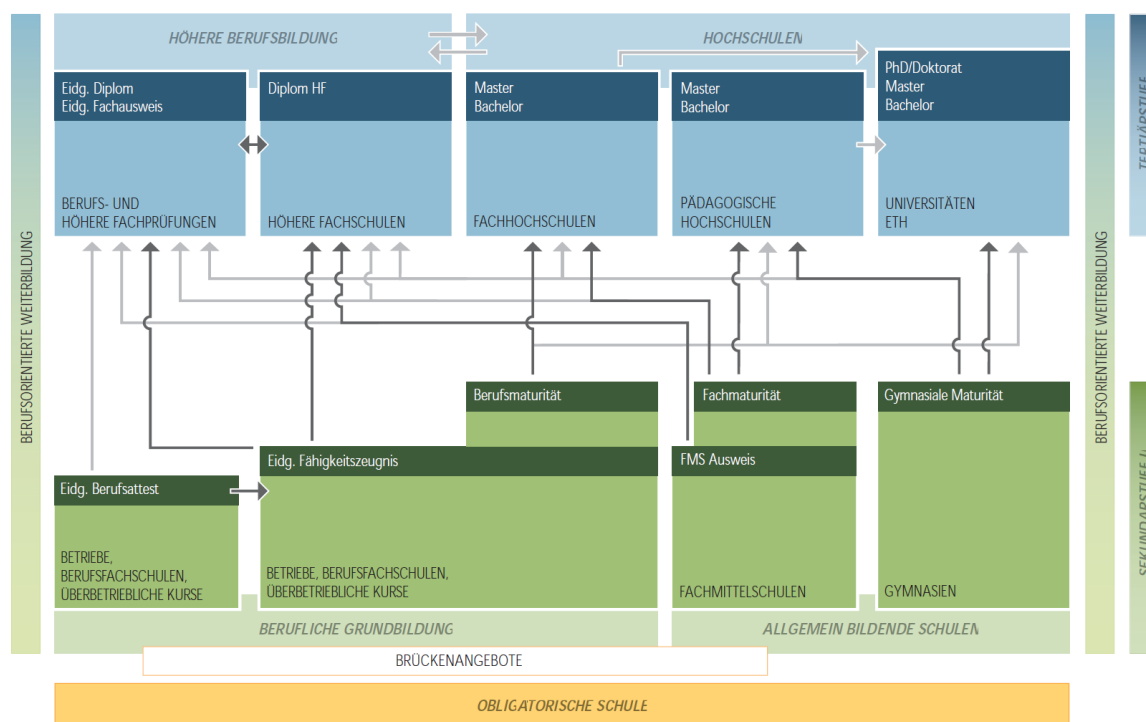 HÖHERE BERUFSBILDUNG
HOCHSCHULEN
Eidg. Diplom
Eidg. Fachausweis
Diplom HF
Master
Bachelor
Master
Bachelor
PhD/Doktorat
Master
Bachelor
BERUFS- UND
HÖHERE FACHPRÜFUNGEN
HÖHERE FACHSCHULEN
FACHHOCHSCHULEN
PÄDAGOGISCHE
HOCHSCHULEN
UNIVERSITÄTEN
ETH
TERTIÄRSTUFE
BERUFSORIENTIERTE WEITERBILDUNG
BERUFSORIENTIERTE WEITERBILDUNG
Berufsmaturität
Fachmaturität
Gymnasiale Maturität
Eidg. Fähigkeitszeugnis
FMS Ausweis
Eidg. Berufsattest
BETRIEBE,
BERUFSFACHSCHULEN,
ÜBERBETRIEBLICHE KURSE
BETRIEBE, BERUFSFACHSCHULEN,
ÜBERBETRIEBLICHE KURSE
FACHMITTELSCHULEN
GYMNASIEN
SEKUNDARSTUFE II
BERUFLICHE GRUNDBILDUNG
ALLGEMEIN BILDENDE SCHULEN
BRÜCKENANGEBOTE
OBLIGATORISCHE SCHULE